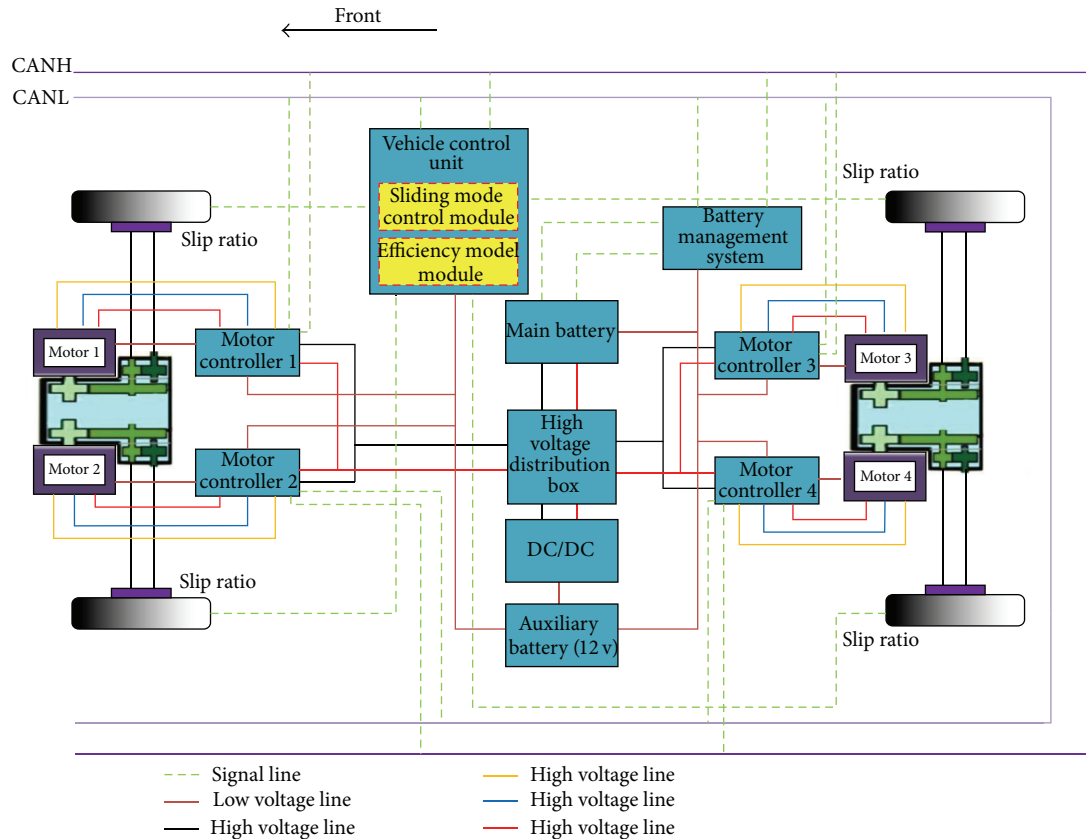 Front
CANH
CANL
Vehicle control
unit
Sliding mode
control module
Efficiency model
module
Slip ratio
Slip ratio
Battery
management
system
Main battery
Motor 1
Motor
controller 1
Motor
controller 3
Motor 3
High
voltage
distribution
box
Motor 2
Motor
controller 2
Motor
controller 4
Motor 4
DC/DC
Slip ratio
Auxiliary
battery (12 v)
Slip ratio
Signal line
Low voltage line
High voltage line
High voltage line
High voltage line
High voltage line